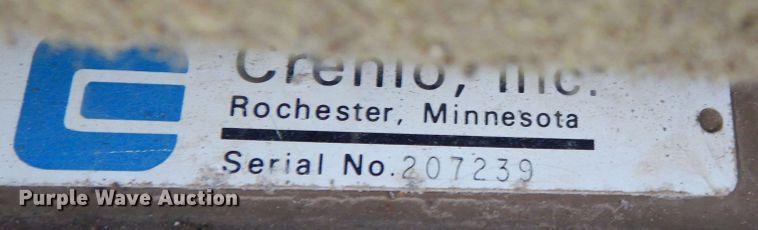 Crenlo, Inc.
Rochester, Minnesota
Serial No. 207239
Purple Wave Auction